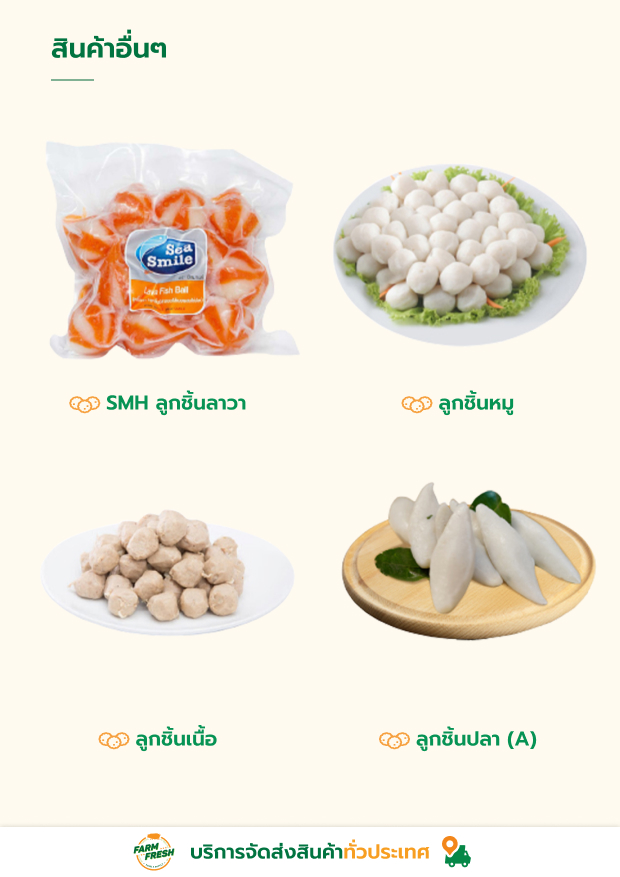 สินค้าอื่นๆ
Sea
Smile
Lava Fish Ball
SMH ลูกชิ้นลาวา
ลูกชิ้นหมู
ลูกชิ้นเนื้อ
ลูกชิ้นปลา (A)
FARM
FRESH
บริการจัดส่งสินค้าทั่วประเทศ